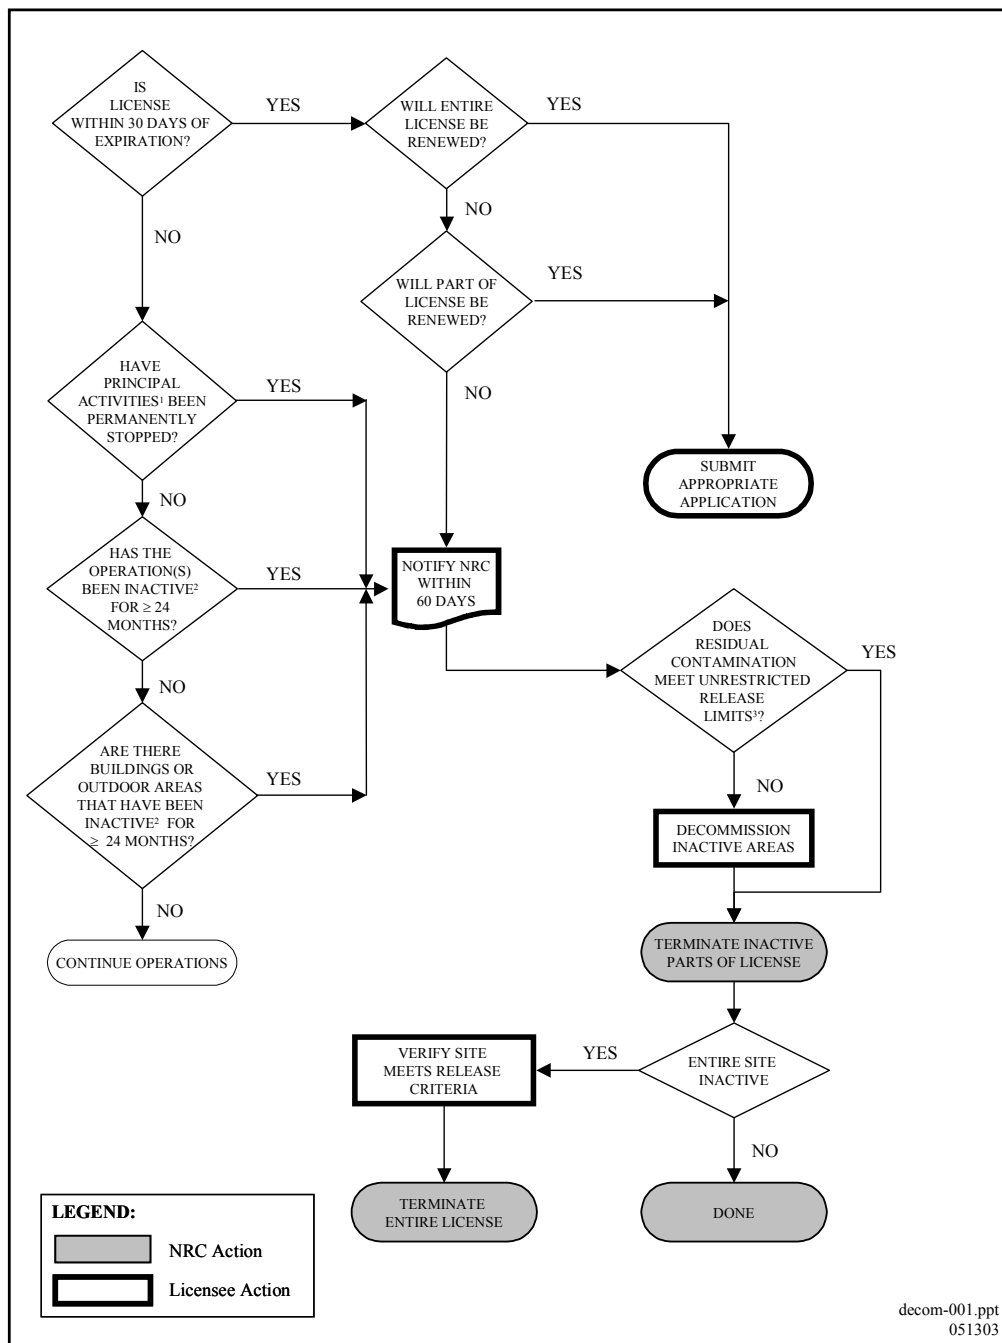 IS
LICENSE
WITHIN 30 DAYS OF
EXPIRATION?
YES
WILL ENTIRE
LICENSE BE
RENEWED?
YES
NO
NO
WILL PART OF
LICENSE BE
RENEWED?
YES
NO
HAVE
PRINCIPAL
ACTIVITIES¹ BEEN
PERMANENTLY
STOPPED?
YES
NO
SUBMIT
APPROPRIATE
APPLICATION
HAS THE
OPERATION(S)
BEEN INACTIVE²
FOR ≥ 24
MONTHS?
YES
NO
NOTIFY NRC
WITHIN
60 DAYS
DOES
RESIDUAL
CONTAMINATION
MEET UNRESTRICTED
RELEASE
LIMITS³?
YES
NO
ARE THERE
BUILDINGS OR
OUTDOOR AREAS
THAT HAVE BEEN
INACTIVE² FOR
≥ 24 MONTHS?
YES
NO
DECOMMISSION
INACTIVE AREAS
CONTINUE OPERATIONS
TERMINATE INACTIVE
PARTS OF LICENSE
ENTIRE SITE
INACTIVE
YES
NO
VERIFY SITE
MEETS RELEASE
CRITERIA
TERMINATE
ENTIRE LICENSE
DONE
LEGEND:
NRC Action
Licensee Action
decom-001.ppt
051303